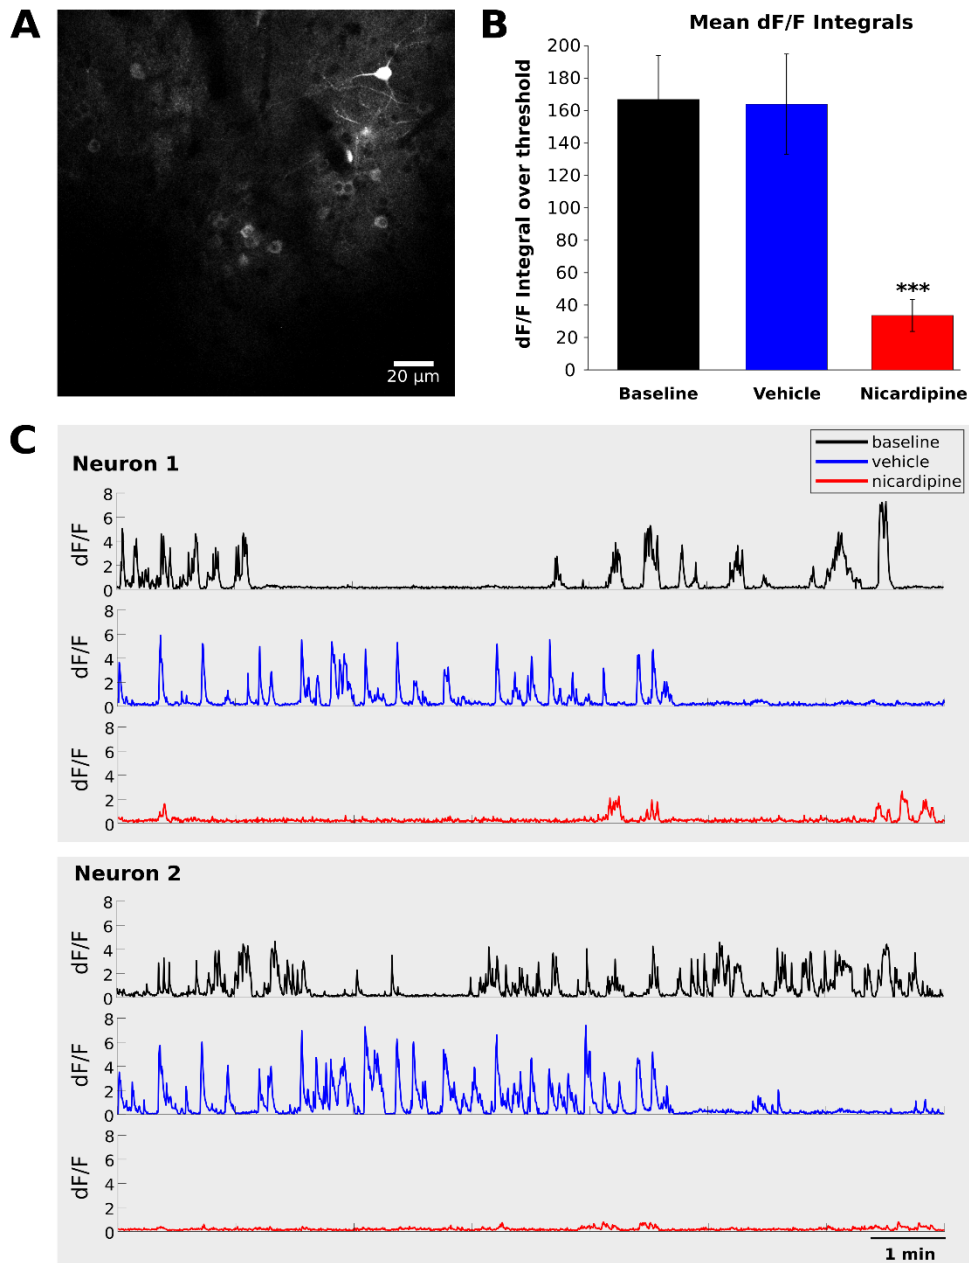 A
20 µm
B
Mean dF/F Integrals
dF/F Integral over threshold
200
180
160
140
120
100
80
60
40
20
0
***
Baseline Vehicle Nicardipine
C
baseline
vehicle
nicardipine
Neuron 1
dF/F
8
6
4
2
0
dF/F
8
6
4
2
0
dF/F
8
6
4
2
0
Neuron 2
dF/F
8
6
4
2
0
dF/F
8
6
4
2
0
dF/F
8
6
4
2
0
1 min